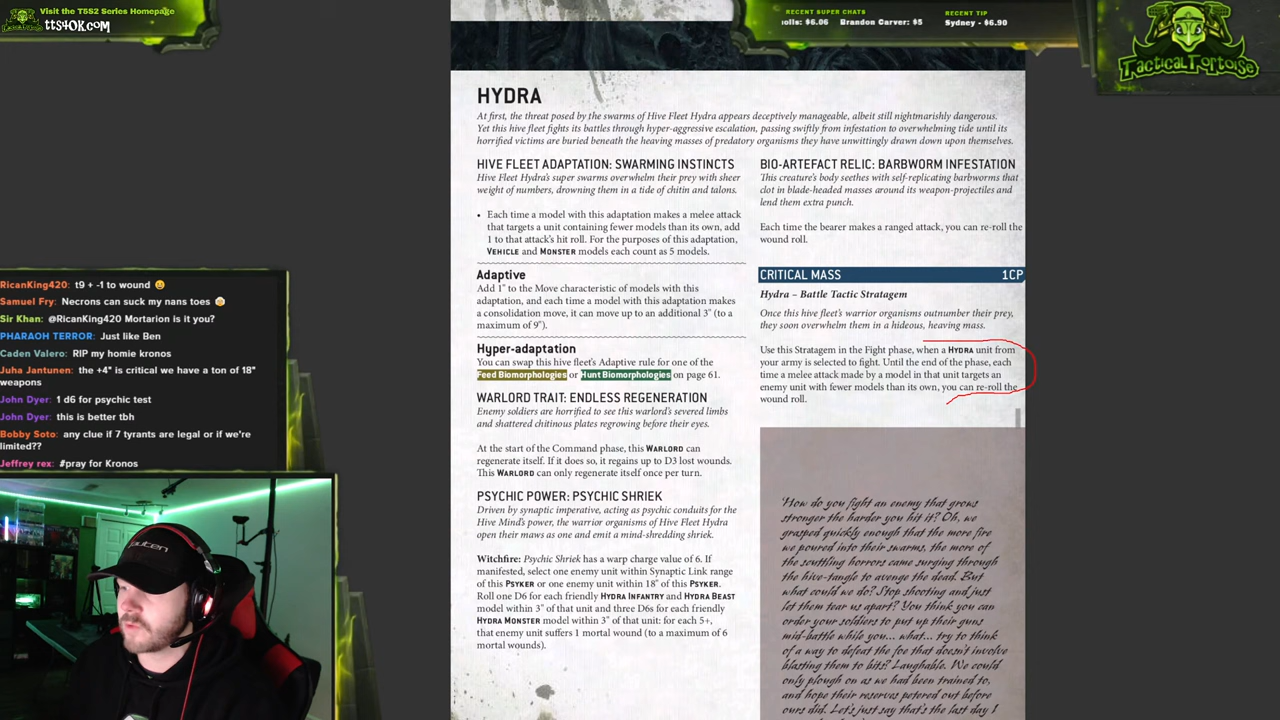 Visit the T5S2 Series Homepage
tts40k.com
RECENT SUPER CHATS
olls: $6.06 Brandon Carver: $5
RECENT TIP
Sydney - $6.90
TacticalTortoise
HYDRA
At first, the threat posed by the swarms of Hive Fleet Hydra appears deceptively manageable, albeit still nightmarishly dangerous.
Yet this hive fleet fights its battles through hyper-aggressive escalation, passing swiftly from infestation to overwhelming tide until its
horrified victims are buried beneath the heaving masses of predatory organisms they have unwittingly drawn down upon themselves.
HIVE FLEET ADAPTATION: SWARMING INSTINCTS
Hive Fleet Hydra's super swarms overwhelm their prey with sheer
weight of numbers, drowning them in a tide of chitin and talons.
• Each time a model with this adaptation makes a melee attack
that targets a unit containing fewer models than its own, add
1 to that attack's hit roll. For the purposes of this adaptation,
VEHICLE and MONSTER models each count as 5 models.
Adaptive
Add 1" to the Move characteristic of models with this
adaptation, and each time a model with this adaptation makes
a consolidation move, it can move up to an additional 3" (to a
maximum of 9").
Hyper-adaptation
You can swap this hive fleet's Adaptive rule for one of the
Feed Biomorphologies or Hunt Biomorphologies on page 61.
WARLORD TRAIT: ENDLESS REGENERATION
Enemy soldiers are horrified to see this warlord's severed limbs
and shattered chitinous plates regrowing before their eyes.
At the start of the Command phase, this WARLORD can
regenerate itself. If it does so, it regains up to D3 lost wounds.
This WARLORD can only regenerate itself once per turn.
PSYCHIC POWER: PSYCHIC SHRIEK
Driven by synaptic imperative, acting as psychic conduits for the
Hive Mind's power, the warrior organisms of Hive Fleet Hydra
open their maws as one and emit a mind-shredding shriek.
Witchfire: Psychic Shriek has a warp charge value of 6. If
manifested, select one enemy unit within Synaptic Link range
of this PSYKER or one enemy unit within 18" of this PSYKER.
Roll one D6 for each friendly HYDRA INFANTRY and HYDRA BEAST
model within 3" of that unit and three D6s for each friendly
HYDRA MONSTER model within 3" of that unit: for each 5+,
that enemy unit suffers 1 mortal wound (to a maximum of 6
mortal wounds).
BIO-ARTEFACT RELIC: BARBWORM INFESTATION
This creature's body seethes with self-replicating barbworms that
clot in blade-headed masses around its weapon-projectiles and
lend them extra punch.
Each time the bearer makes a ranged attack, you can re-roll the
wound roll.
CRITICAL MASS 1CP
Hydra – Battle Tactic Stratagem
Once this hive fleet's warrior organisms outnumber their prey,
they soon overwhelm them in a hideous, heaving mass.
Use this Stratagem in the Fight phase, when a HYDRA unit from
your army is selected to fight. Until the end of the phase, each
time a melee attack made by a model in that unit targets an
enemy unit with fewer models than its own, you can re-roll the
wound roll.
'How do you fight an enemy that grows
stronger the harder you hit it? Oh, we
grasped quickly enough that the more fire
we poured into their swarms, the more of
the scuttling horrors came surging through
the hive-tangle to avenge the dead. But
what could we do? Stop shooting and just
let them tear us apart? You think you can
order your soldiers to put up their guns
mid-battle while you... what... try to think
of a way to defeat the foe that doesn't involve
blasting them to bits? Laughable. We could
only plough on as we had been trained to,
and hope their reserves petered out before
ours did. Let's just say that's the last day I
RicanKing420: t9 + -1 to wound
Samuel Fry: Necrons can suck my nans toes
Sir Khan: @RicanKing420 Mortarion is it you?
PHARAOH TERROR: Just like Ben
Caden Valero: RIP my homie kronos
Juha Jantunen: the +4" is critical we have a ton of 18"
weapons
John Dyer: 1 d6 for psychic test
John Dyer: this is better tbh
Bobby Soto: any clue if 7 tyrants are legal or if we're
limited??
Jeffrey rex: #pray for Kronos